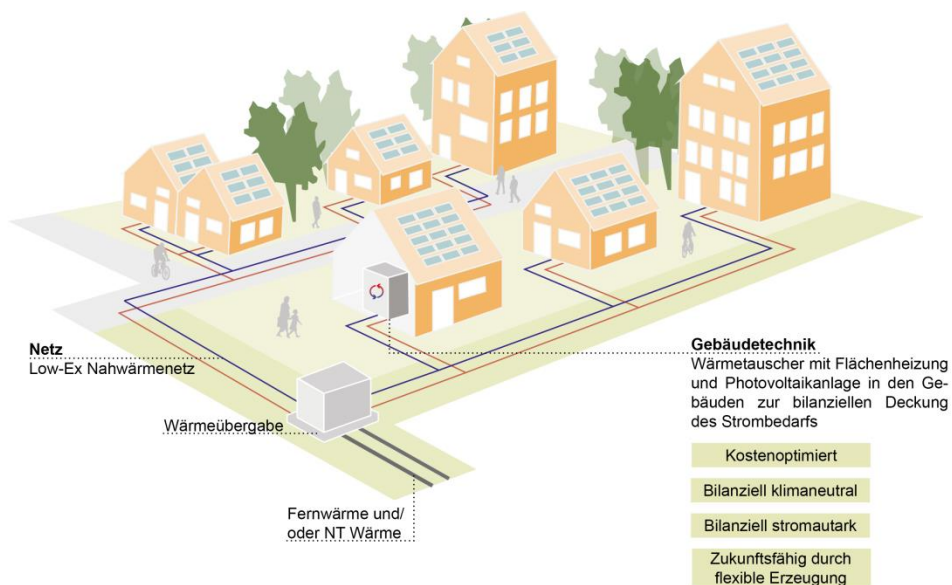 Netz
Low-Ex Nahwärmenetz
Wärmeübergabe
Fernwärme und/
oder NT Wärme
Gebäudetechnik
Wärmetauscher mit Flächenheizung
und Photovoltaikanlage in den Ge-
bäuden zur bilanziellen Deckung
des Strombedarfs
Kostenoptimiert
Bilanziell klimaneutral
Bilanziell stromautark
Zukunftsfähig durch
flexible Erzeugung